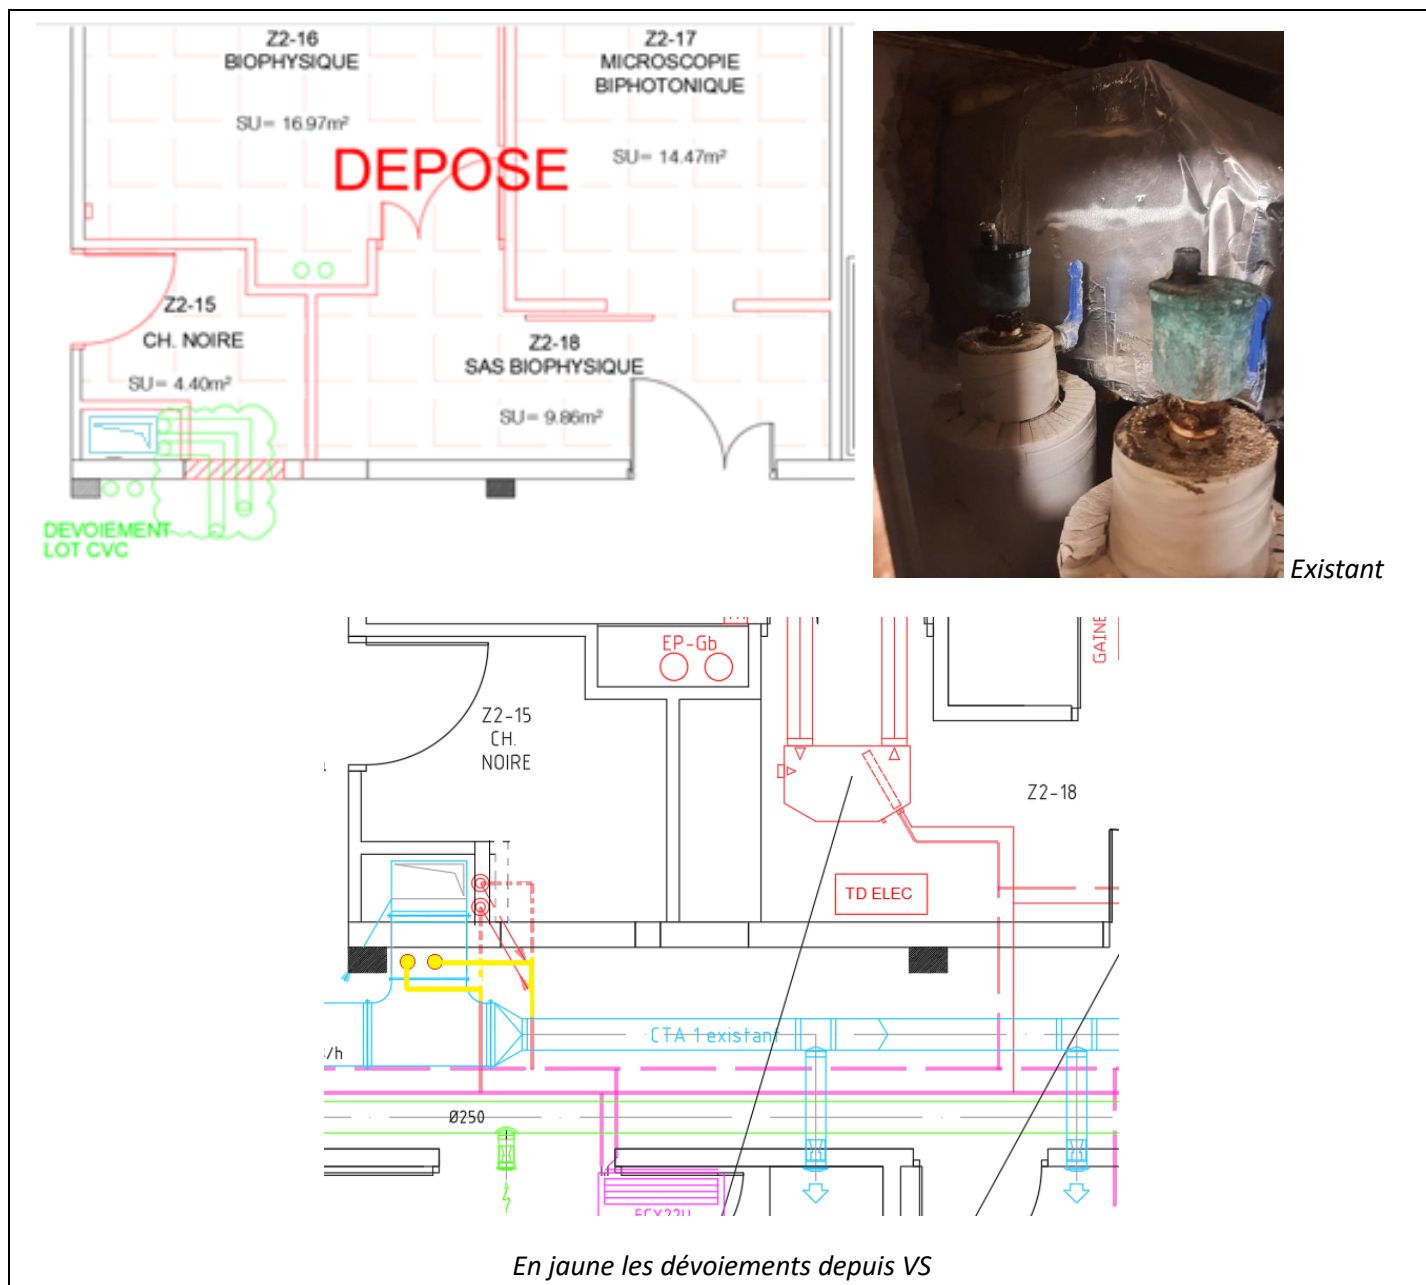 Z2-16
BIOPHYSIQUE
SU= 16.97m²
Z2-17
MICROSCOPIE
BIPHOTONIQUE
SU= 14.47m²
DEPOSE
Z2-15
CH. NOIRE
SU= 4.40m²
Z2-18
SAS BIOPHYSIQUE
SU= 9.86m²
DEVOIEMENT
LOT CVC
Existant
EP-Gb
GAINE
Z2-15
CH.
NOIRE
Z2-18
TD ELEC
CTA 1 existant
/h
Ø250
En jaune les dévoiements depuis VS